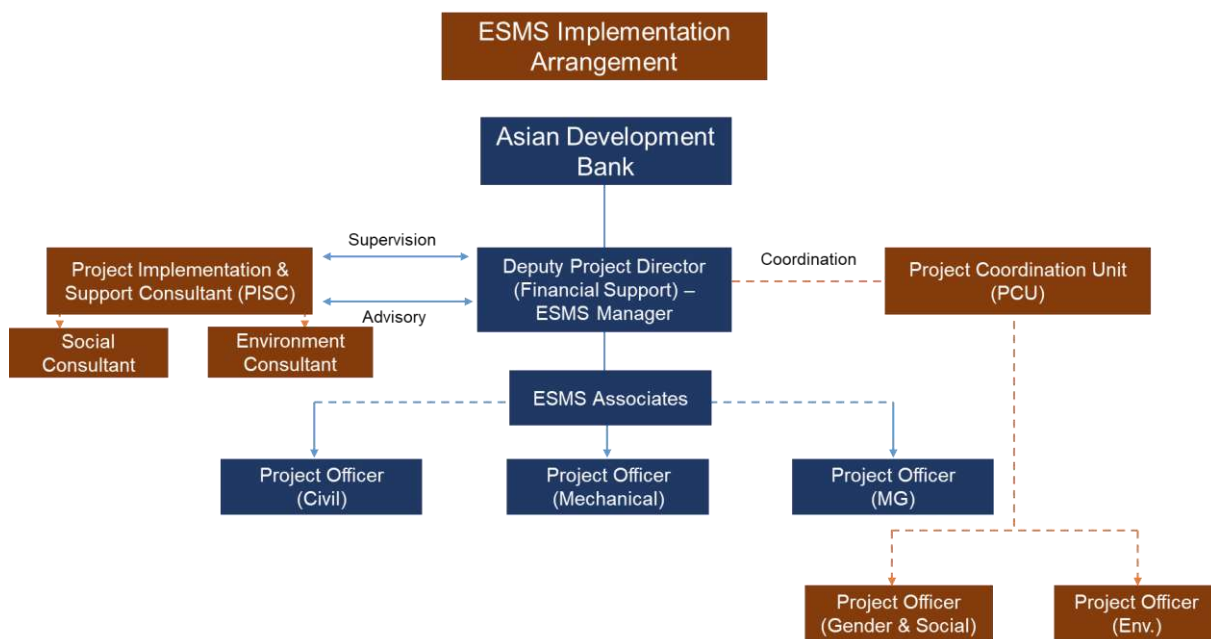 ESMS Implementation
Arrangement
Asian Development
Bank
Supervision
Project Implementation &
Support Consultant (PISC)
Deputy Project Director
(Financial Support) –
ESMS Manager
Coordination
Project Coordination Unit
(PCU)
Advisory
Social
Consultant
Environment
Consultant
ESMS Associates
Project Officer
(Civil)
Project Officer
(Mechanical)
Project Officer
(MG)
Project Officer
(Gender & Social)
Project Officer
(Env.)